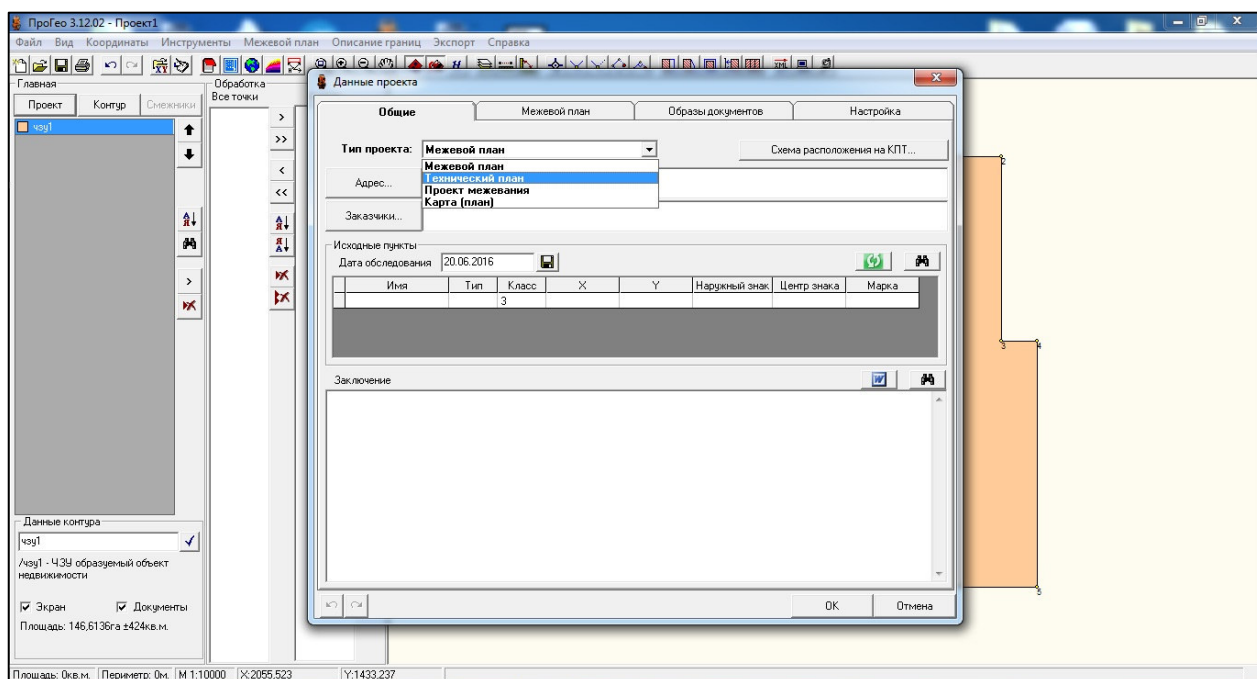 ПроГео 3.12.02 - Проект1
Файл Вид Координаты Инструменты Межевой план Описание границ Экспорт Справка
Главная
Проект Контур Смежники
чзу1
Обработка
Все точки
>
>>
<
<<
>
Данные проекта
Общие Межевой план Образы документов Настройка
Тип проекта: Межевой план Схема расположения на КПТ...
Межевой план
Технический план
Проект межевания
Карта (план)
Адрес...
Заказчики...
Исходные пункты
Дата обследования 20.06.2016
Имя Тип Класс X Y Наружный знак Центр знака Марка
3
Заключение
OK Отмена
2
3 4
5
Данные контура
чзу1
/чзу1 - ЧЗУ образуемый объект
недвижимости
Экран Документы
Площадь: 146,6136га ±424кв.м.
Площадь: 0кв.м. Периметр: 0м. М 1:10000 X:2055.523 Y:1433.237